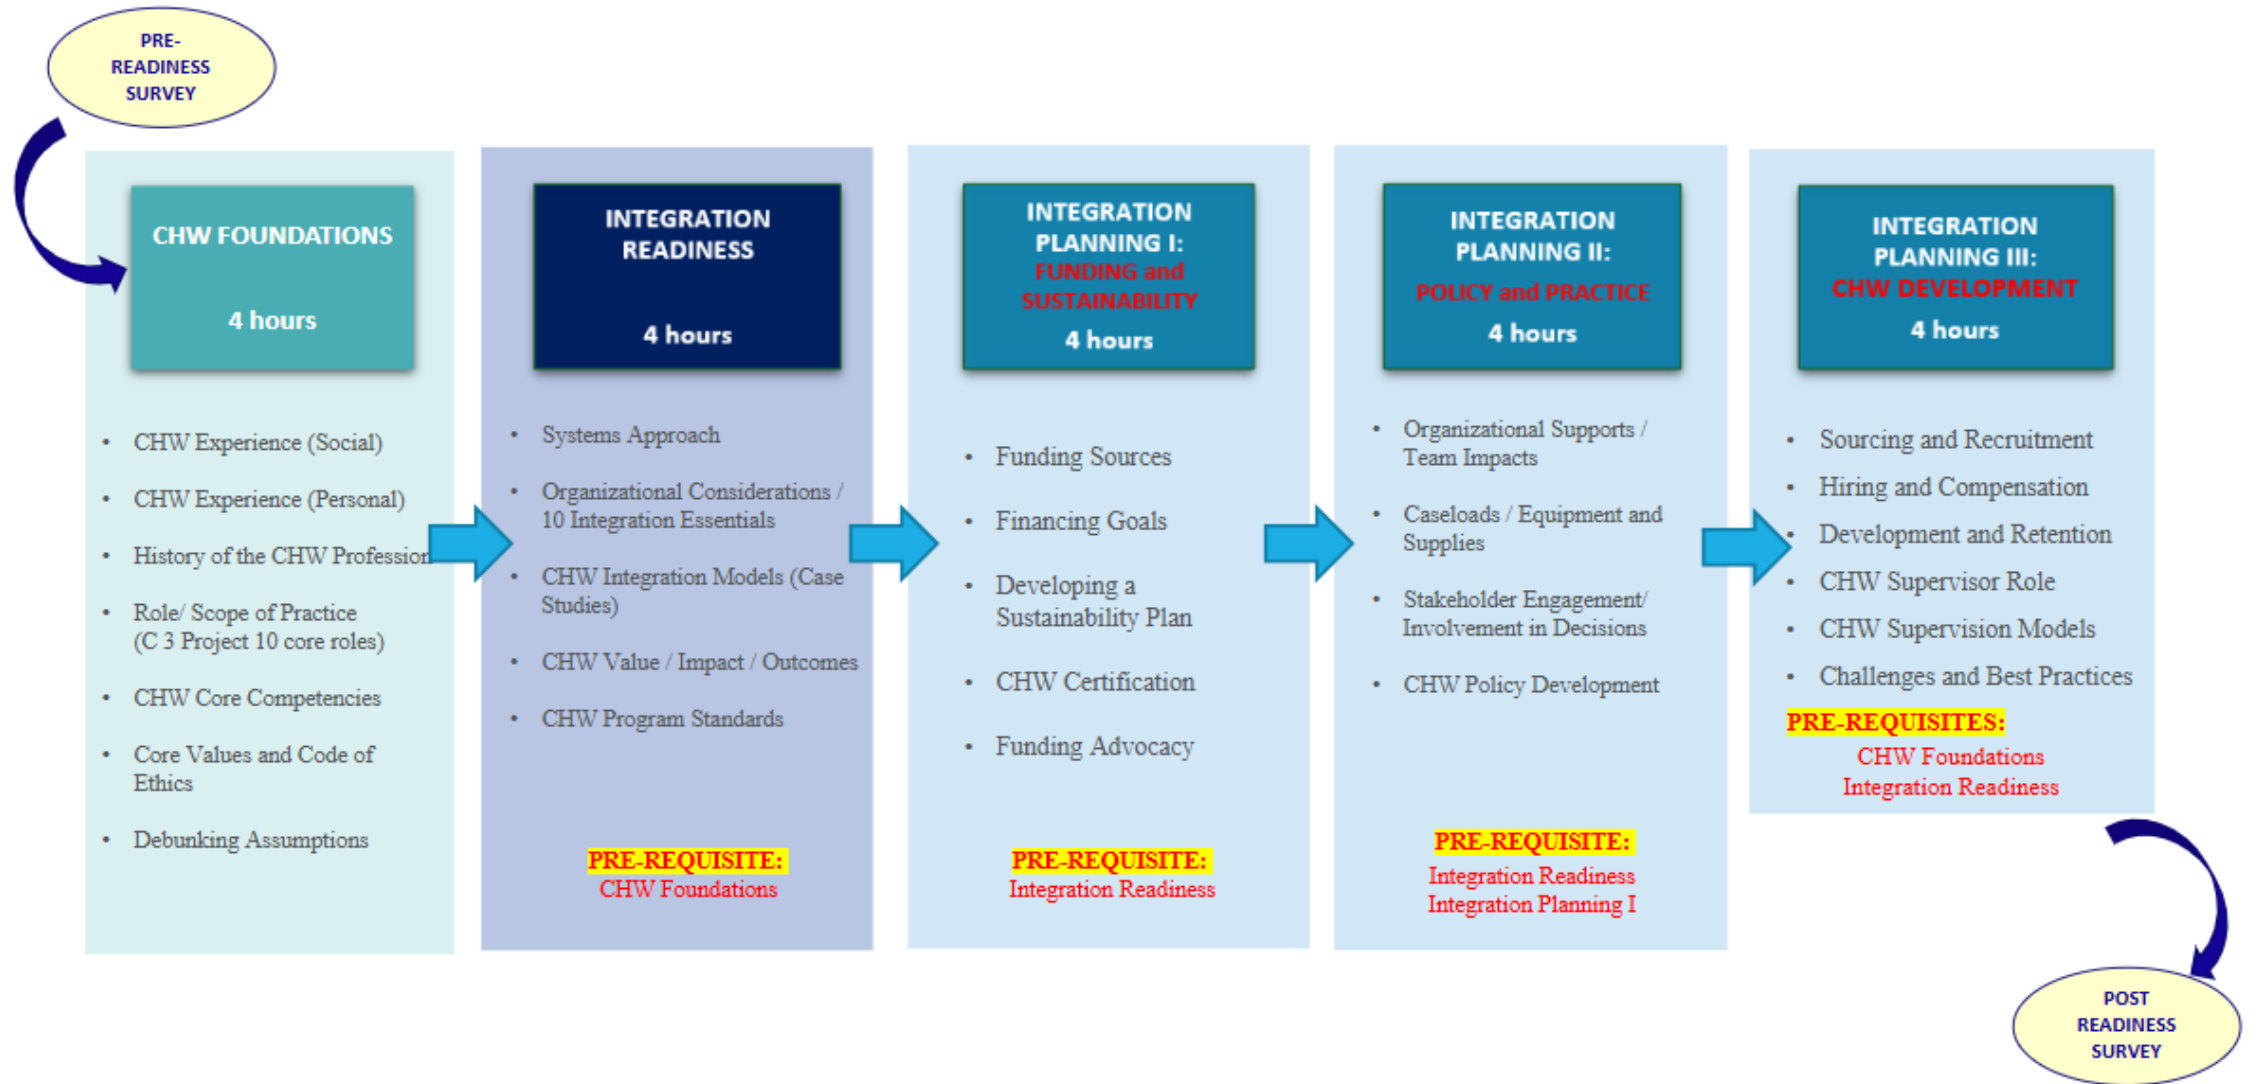 PRE-
READINESS
SURVEY
CHW FOUNDATIONS
4 hours
• CHW Experience (Social)
• CHW Experience (Personal)
• History of the CHW Profession
• Role/ Scope of Practice
(C 3 Project 10 core roles)
• CHW Core Competencies
• Core Values and Code of
Ethics
• Debunking Assumptions
INTEGRATION
READINESS
4 hours
• Systems Approach
• Organizational Considerations /
10 Integration Essentials
• CHW Integration Models (Case
Studies)
• CHW Value / Impact / Outcomes
• CHW Program Standards
PRE-REQUISITE:
CHW Foundations
INTEGRATION
PLANNING I:
FUNDING and
SUSTAINABILITY
4 hours
• Funding Sources
• Financing Goals
• Developing a
Sustainability Plan
• CHW Certification
• Funding Advocacy
PRE-REQUISITE:
Integration Readiness
INTEGRATION
PLANNING II:
POLICY and PRACTICE
4 hours
• Organizational Supports /
Team Impacts
• Caseloads / Equipment and
Supplies
• Stakeholder Engagement/
Involvement in Decisions
• CHW Policy Development
PRE-REQUISITE:
Integration Readiness
Integration Planning I
INTEGRATION
PLANNING III:
CHW DEVELOPMENT
4 hours
• Sourcing and Recruitment
• Hiring and Compensation
• Development and Retention
• CHW Supervisor Role
• CHW Supervision Models
• Challenges and Best Practices
PRE-REQUISITES:
CHW Foundations
Integration Readiness
POST
READINESS
SURVEY